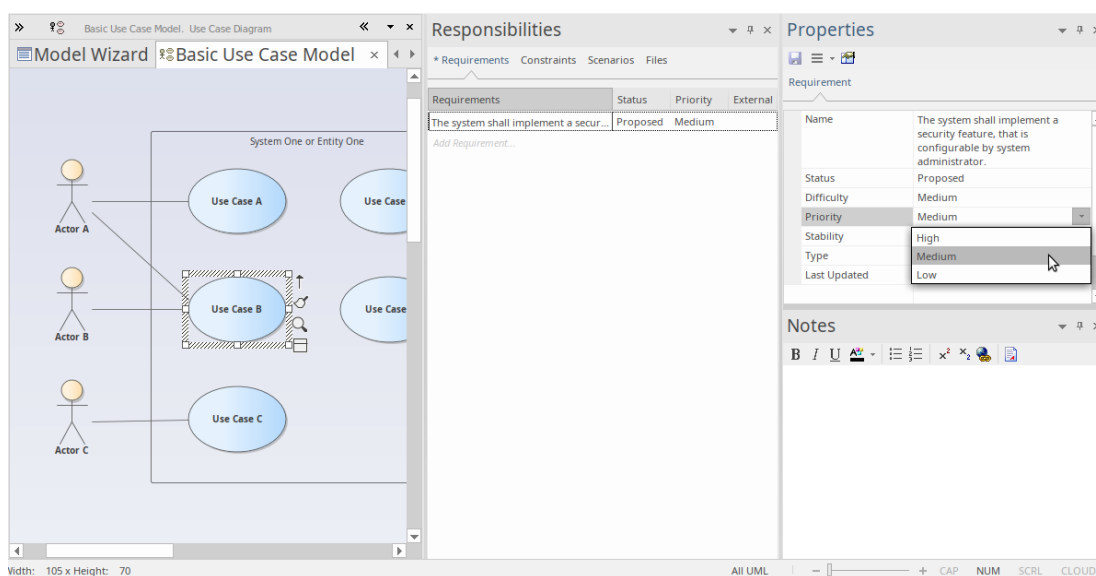 Basic Use Case Model. Use Case Diagram
Model Wizard
Basic Use Case Model
System One or Entity One
Use Case A
Use Case
Actor A
Use Case B
Use Case
Actor B
Use Case C
Actor C
Width: 105 x Height: 70
Responsibilities
* Requirements Constraints Scenarios Files
Requirements Status Priority External
The system shall implement a secur... Proposed Medium
Add Requirement...
All UML
Properties
Requirement
Name The system shall implement a
security feature, that is
configurable by system
administrator.
Status Proposed
Difficulty Medium
Priority Medium
Stability
High
Type
Medium
Last Updated
Low
Notes
B I U
CAP NUM SCRL CLOUD